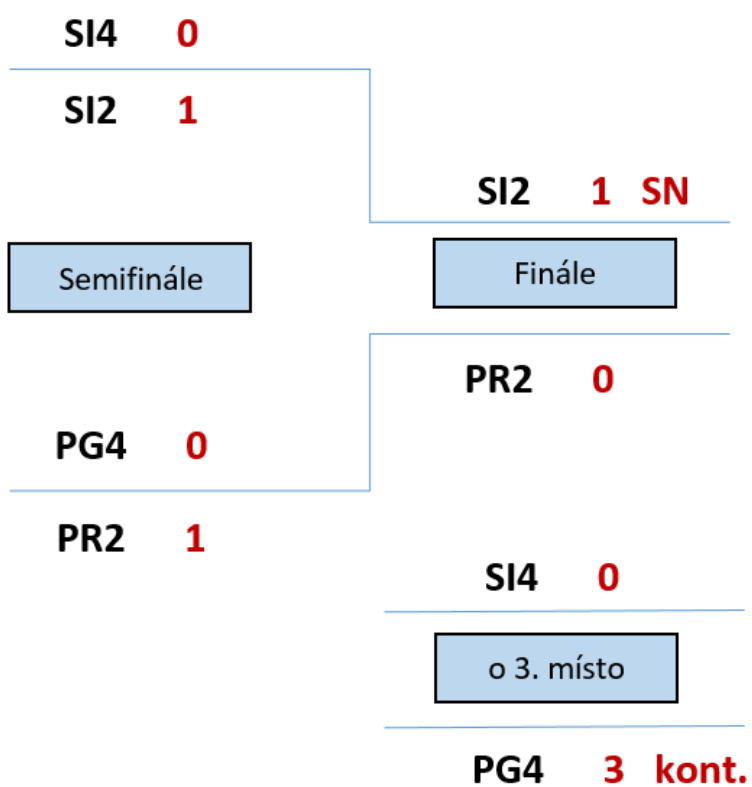 SI4 0
SI2 1
Semifinále
PG4 0
PR2 1
SI2 1 SN
Finále
PR2 0
SI4 0
o 3. místo
PG4 3 kont.